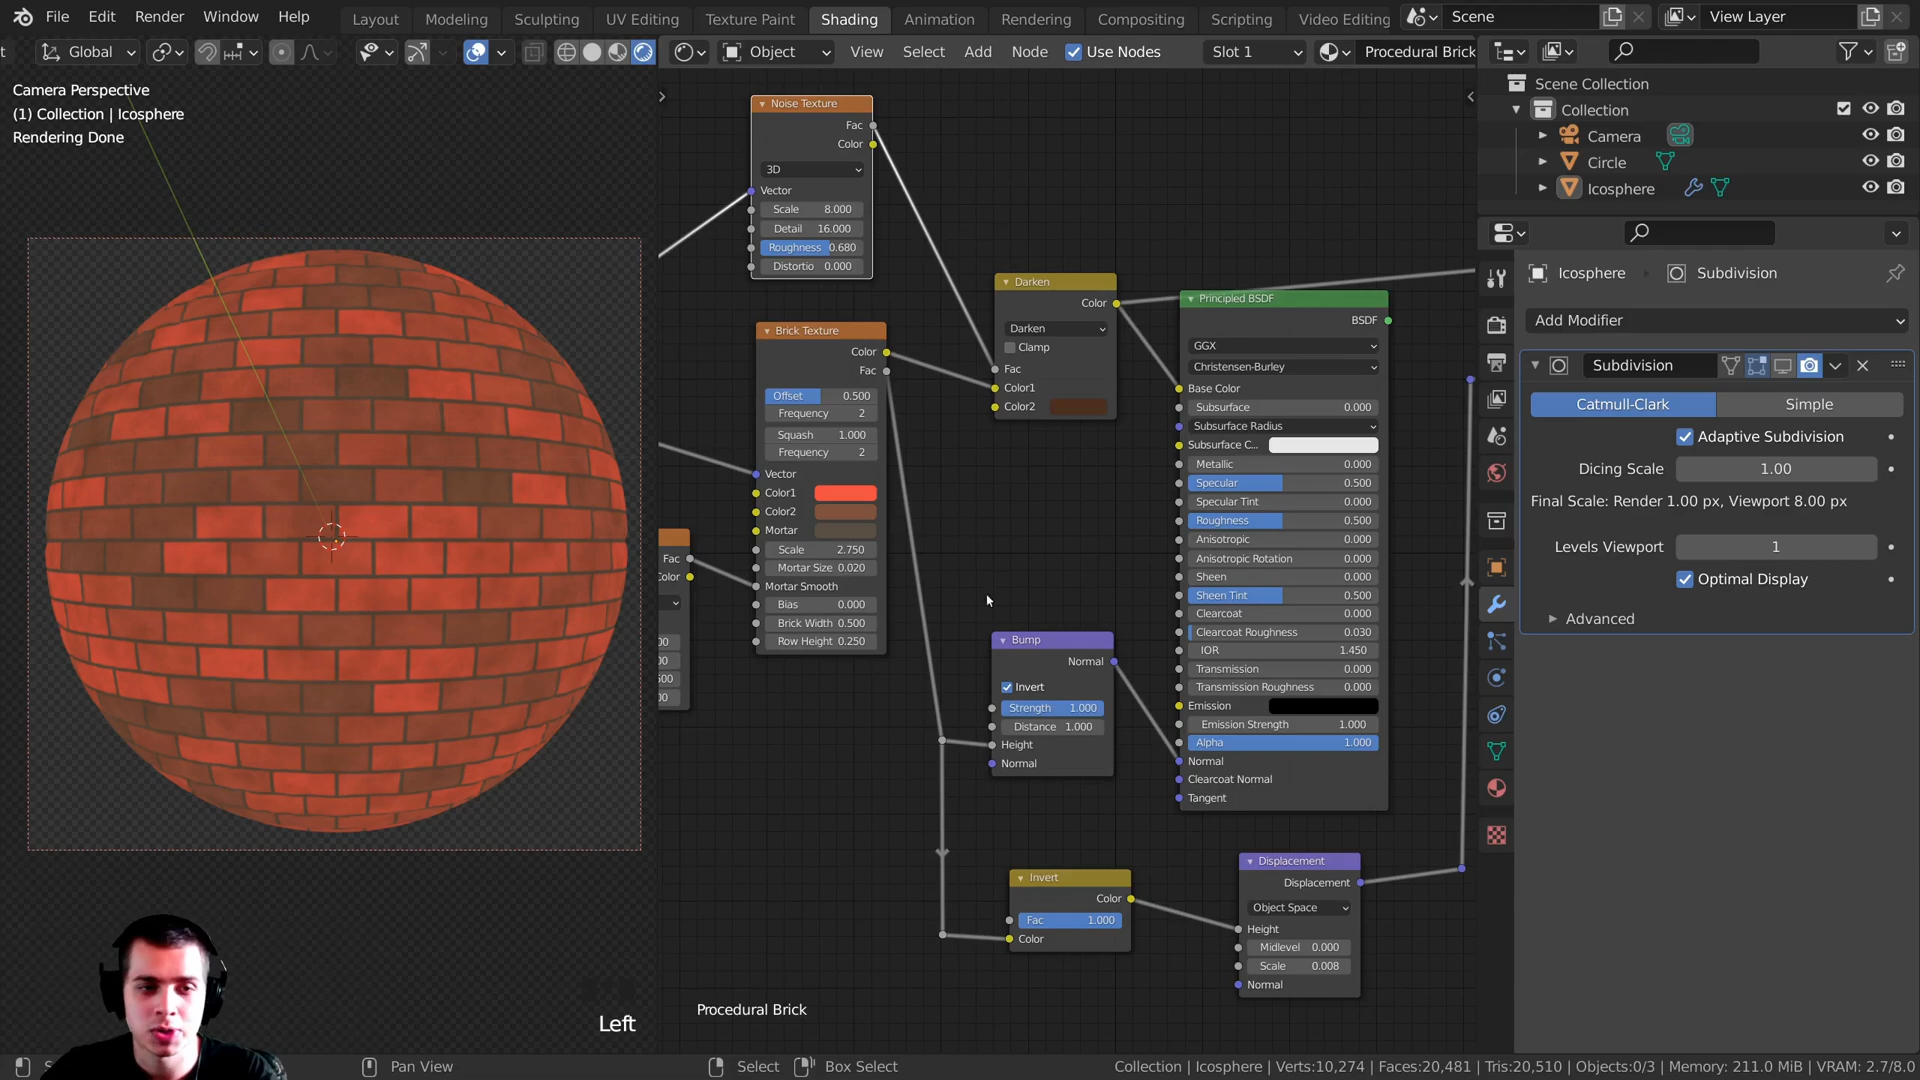 File Edit Render Window Help Layout Modeling Sculpting UV Editing Texture Paint Shading Animation Rendering Compositing Scripting Video Editing Scene View Layer
Global Object View Select Add Node Use Nodes Slot 1 Procedural Brick
Camera Perspective
(1) Collection | Icosphere
Rendering Done
Noise Texture
Fac
Color
3D
Vector
Scale 8.000
Detail 16.000
Roughness 0.680
Distortio 0.000
Brick Texture
Color
Fac
Offset 0.500
Frequency 2
Squash 1.000
Frequency 2
Vector
Color1
Color2
Mortar
Scale 2.750
Mortar Size 0.020
Mortar Smooth
Bias 0.000
Brick Width 0.500
Row Height 0.250
Fac
Color
Darken
Color
Darken
Clamp
Fac
Color1
Color2
Bump
Normal
Invert
Strength 1.000
Distance 1.000
Height
Normal
Invert
Color
Fac 1.000
Color
Principled BSDF
BSDF
GGX
Christensen-Burley
Base Color
Subsurface 0.000
Subsurface Radius
Subsurface C...
Metallic 0.000
Specular 0.500
Specular Tint 0.000
Roughness 0.500
Anisotropic 0.000
Anisotropic Rotation 0.000
Sheen 0.000
Sheen Tint 0.500
Clearcoat 0.000
Clearcoat Roughness 0.030
IOR 1.450
Transmission 0.000
Transmission Roughness 0.000
Emission
Emission Strength 1.000
Alpha 1.000
Normal
Clearcoat Normal
Tangent
Displacement
Displacement
Object Space
Height
Midlevel 0.000
Scale 0.008
Normal
Procedural Brick
Left
Scene Collection
Collection
Camera
Circle
Icosphere
Icosphere Subdivision
Add Modifier
Subdivision
Catmull-Clark Simple
Adaptive Subdivision
Dicing Scale 1.00
Final Scale: Render 1.00 px, Viewport 8.00 px
Levels Viewport 1
Optimal Display
Advanced
Pan View Select Box Select Collection | Icosphere | Verts:10,274 | Faces:20,481 | Tris:20,510 | Objects:0/3 | Memory: 211.0 MiB | VRAM: 2.7/8.0